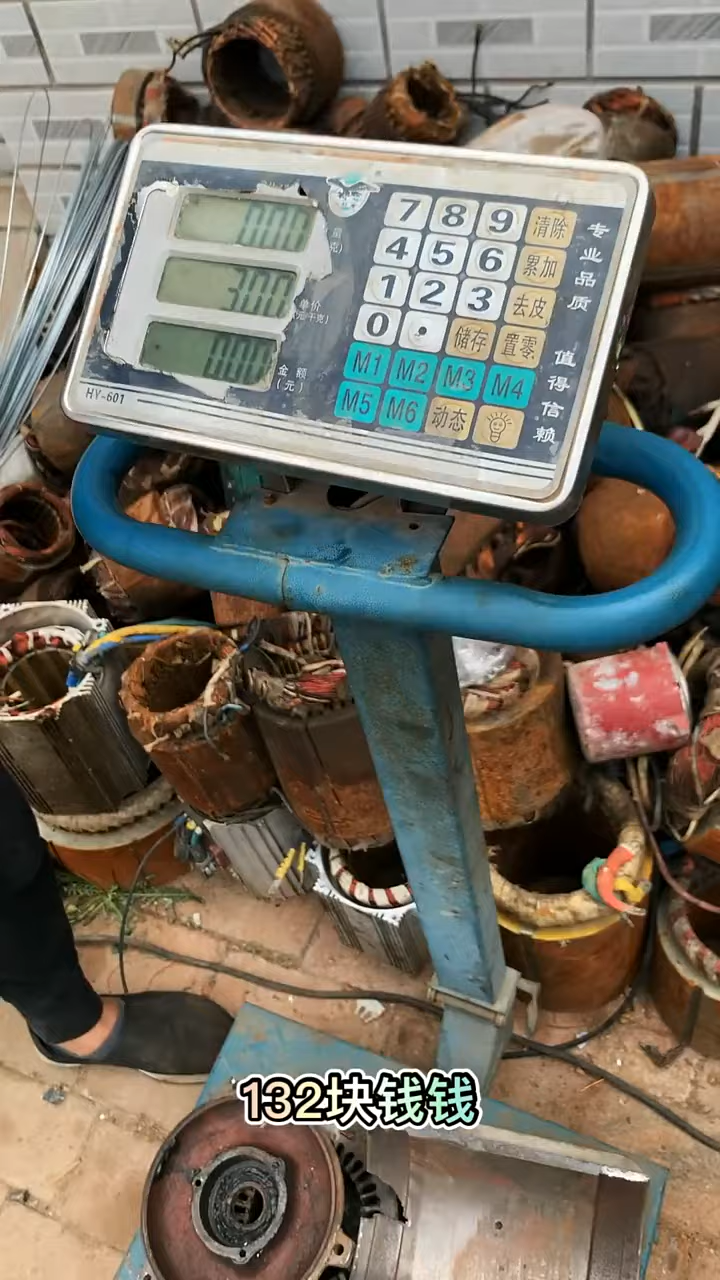 7 8 9 清除
4 5 6 累加
1 2 3 去皮
0 . 储存 置零
M1 M2 M3 M4
M5 M6 动态
专业品质
值得信赖
单价
金额
(元)
HY-601
132块钱钱